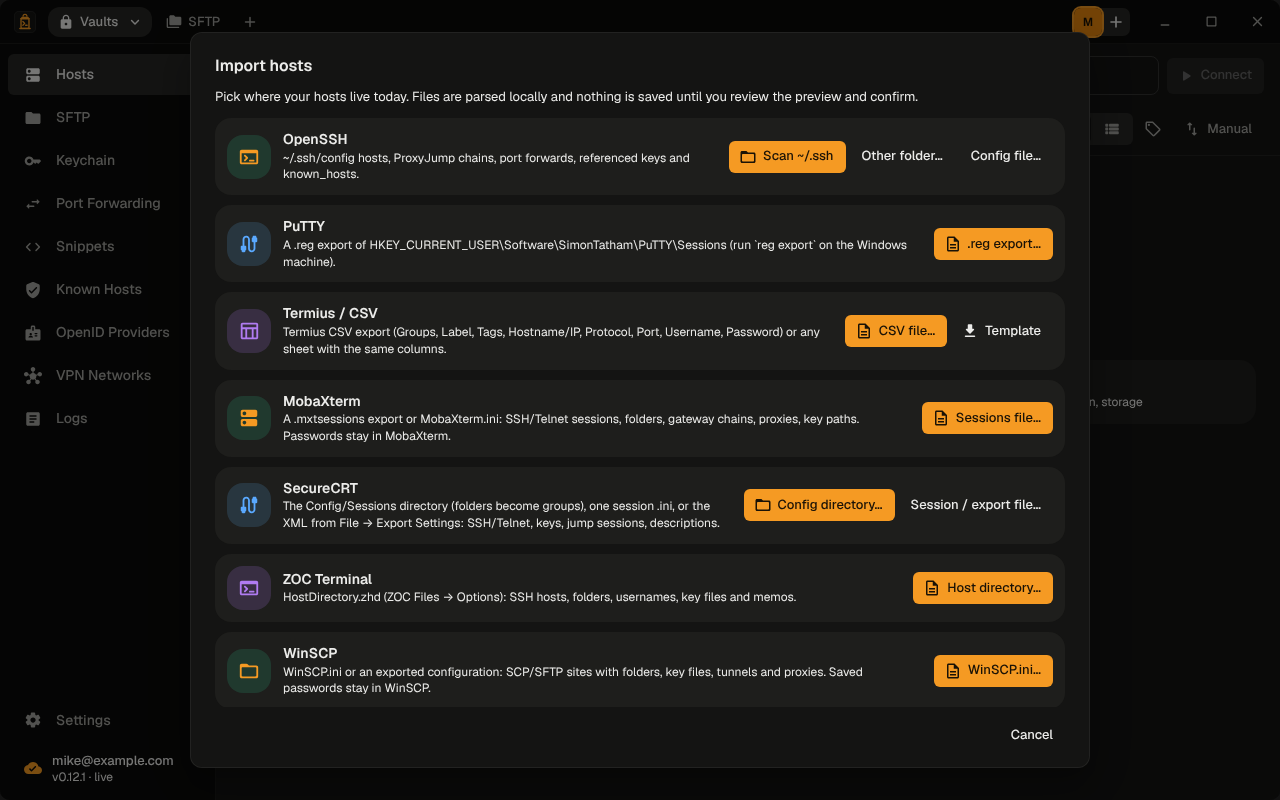 Vaults
SFTP
M
Import hosts
Pick where your hosts live today. Files are parsed locally and nothing is saved until you review the preview and confirm.
Hosts
SFTP
Keychain
Port Forwarding
Snippets
Known Hosts
OpenID Providers
VPN Networks
Logs
Settings
mike@example.com
v0.12.1 · live
Connect
Manual
n, storage
OpenSSH
~/.ssh/config hosts, ProxyJump chains, port forwards, referenced keys and
known_hosts.
Scan ~/.ssh
Other folder...
Config file...
PuTTY
A .reg export of HKEY_CURRENT_USER\Software\SimonTatham\PuTTY\Sessions (run `reg export` on the Windows
machine).
.reg export...
Termius / CSV
Termius CSV export (Groups, Label, Tags, Hostname/IP, Protocol, Port, Username, Password) or any
sheet with the same columns.
CSV file...
Template
MobaXterm
A .mxtsessions export or MobaXterm.ini: SSH/Telnet sessions, folders, gateway chains, proxies, key paths.
Passwords stay in MobaXterm.
Sessions file...
SecureCRT
The Config/Sessions directory (folders become groups), one session .ini, or the
XML from File → Export Settings: SSH/Telnet, keys, jump sessions, descriptions.
Config directory...
Session / export file...
ZOC Terminal
HostDirectory.zhd (ZOC Files → Options): SSH hosts, folders, usernames, key files and memos.
Host directory...
WinSCP
WinSCP.ini or an exported configuration: SCP/SFTP sites with folders, key files, tunnels and proxies. Saved
passwords stay in WinSCP.
WinSCP.ini...
Cancel